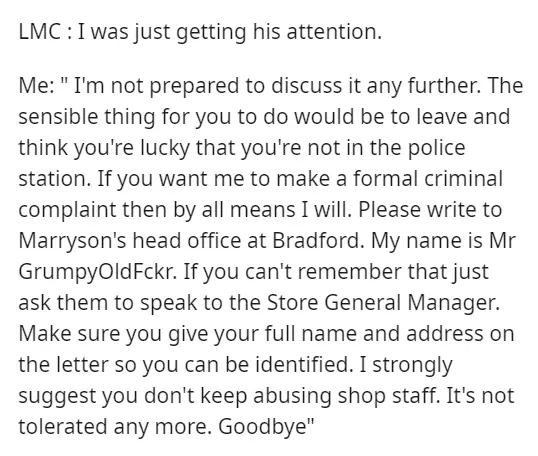 LMC : I was just getting his attention.
Me: " I'm not prepared to discuss it any further. The
sensible thing for you to do would be to leave and
think you're lucky that you're not in the police
station. If you want me to make a formal criminal
complaint then by all means I will. Please write to
Marryson's head office at Bradford. My name is Mr
GrumpyOldFckr. If you can't remember that just
ask them to speak to the Store General Manager.
Make sure you give your full name and address on
the letter so you can be identified. I strongly
suggest you don't keep abusing shop staff. It's not
tolerated any more. Goodbye"